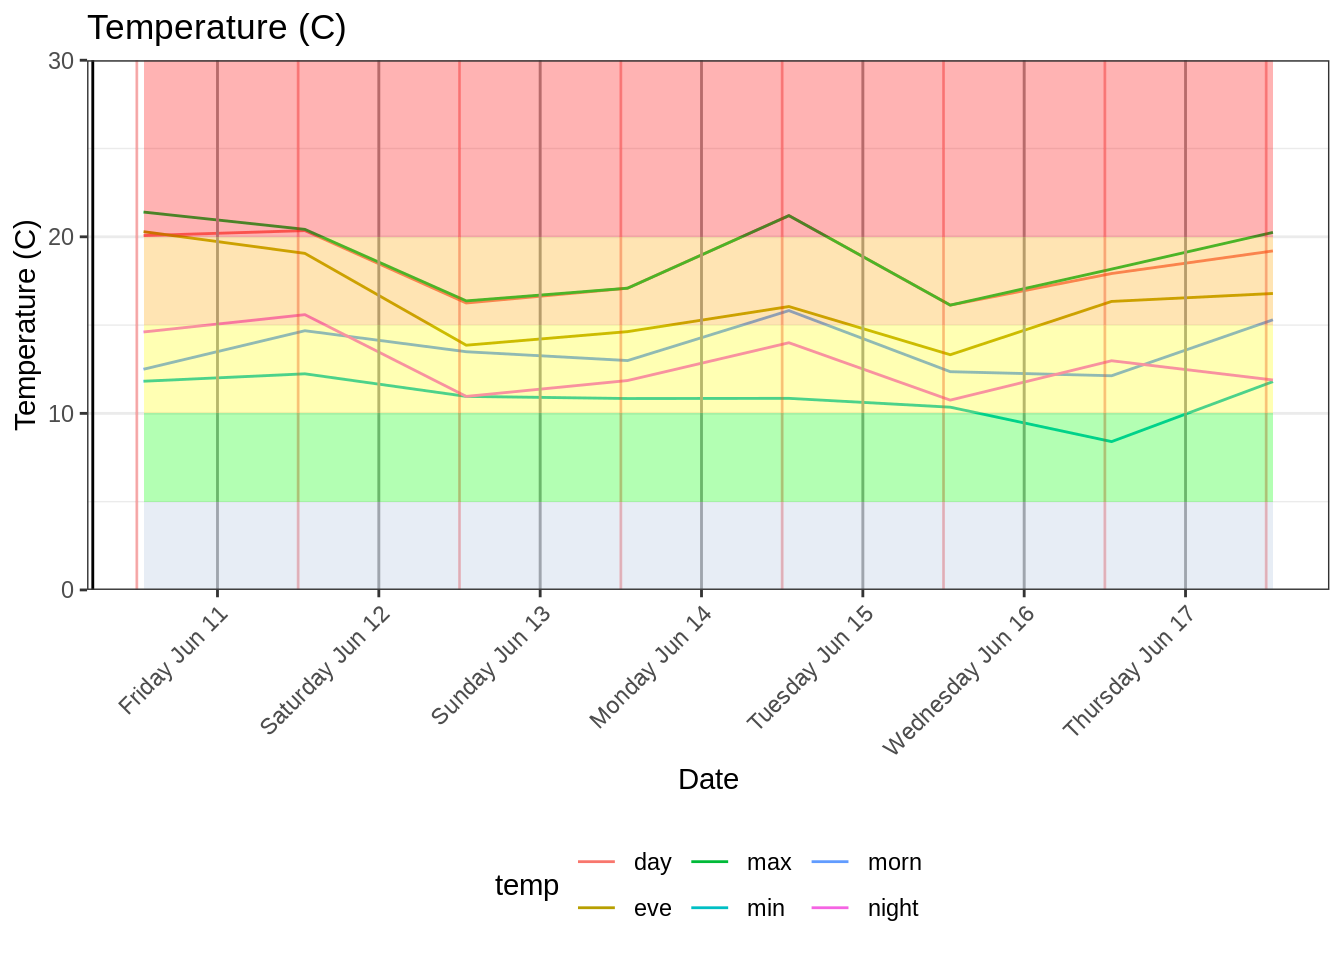 Temperature (C)
30
20
10
0
Temperature (C)
Friday Jun 11
Saturday Jun 12
Sunday Jun 13
Monday Jun 14
Tuesday Jun 15
Wednesday Jun 16
Thursday Jun 17
Date
temp
day max morn
eve min night